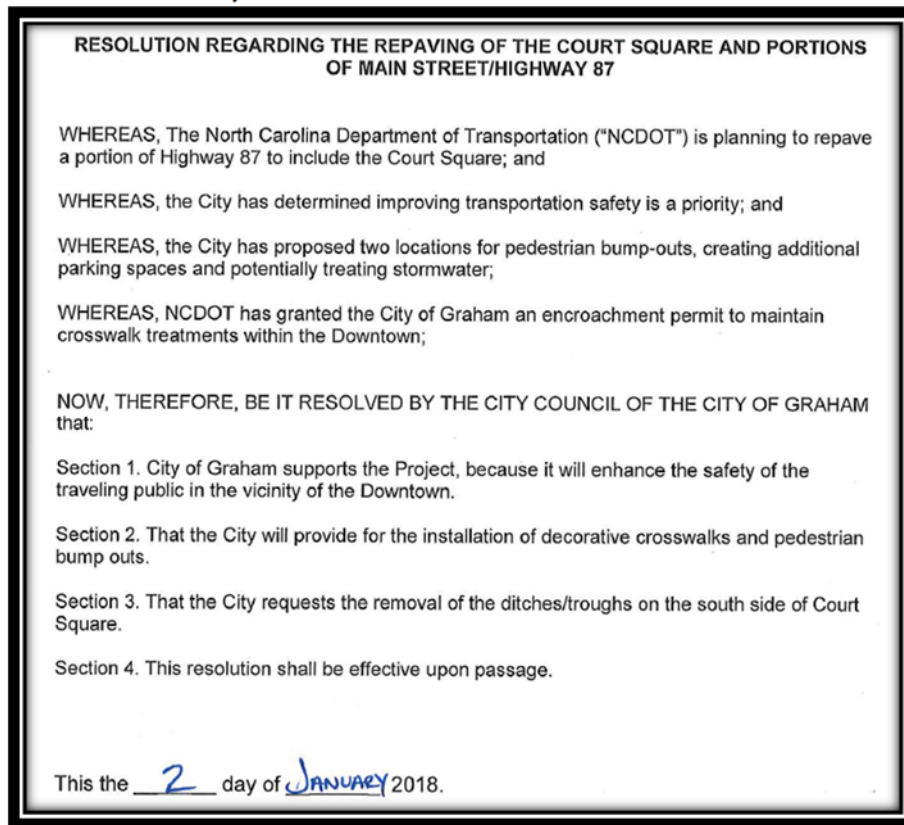 RESOLUTION REGARDING THE REPAVING OF THE COURT SQUARE AND PORTIONS
OF MAIN STREET/HIGHWAY 87
WHEREAS, The North Carolina Department of Transportation ("NCDOT") is planning to repave
a portion of Highway 87 to include the Court Square; and
WHEREAS, the City has determined improving transportation safety is a priority; and
WHEREAS, the City has proposed two locations for pedestrian bump-outs, creating additional
parking spaces and potentially treating stormwater;
WHEREAS, NCDOT has granted the City of Graham an encroachment permit to maintain
crosswalk treatments within the Downtown;
NOW, THEREFORE, BE IT RESOLVED BY THE CITY COUNCIL OF THE CITY OF GRAHAM
that:
Section 1. City of Graham supports the Project, because it will enhance the safety of the
traveling public in the vicinity of the Downtown.
Section 2. That the City will provide for the installation of decorative crosswalks and pedestrian
bump outs.
Section 3. That the City requests the removal of the ditches/troughs on the south side of Court
Square.
Section 4. This resolution shall be effective upon passage.
This the 2 day of JANUARY 2018.